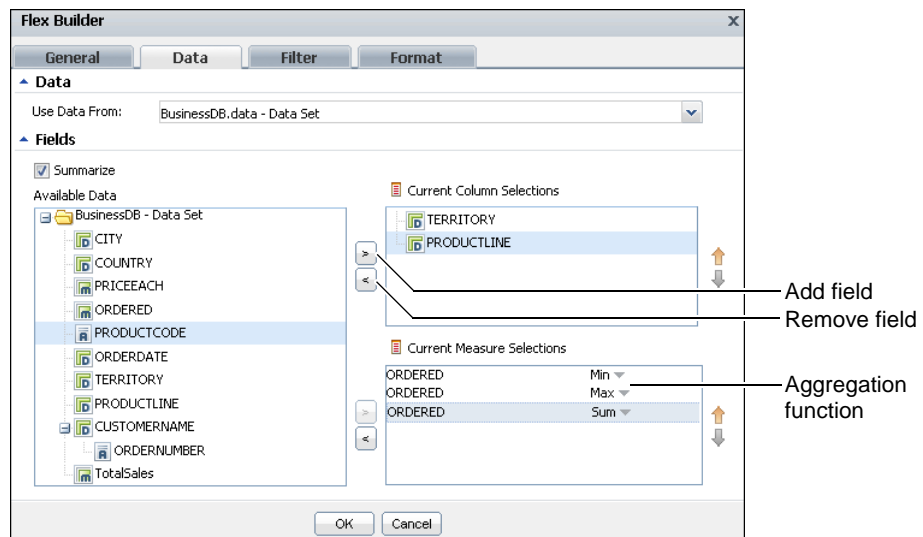 Flex Builder
x
General
Data
Filter
Format
Data
Use Data From:
BusinessDB.data - Data Set
Fields
Summarize
Available Data
BusinessDB - Data Set
CITY
COUNTRY
PRICEEACH
ORDERED
PRODUCTCODE
ORDERDATE
TERRITORY
PRODUCTLINE
CUSTOMERNAME
ORDERNUMBER
TotalSales
>
<
Current Column Selections
TERRITORY
PRODUCTLINE
Add field
Remove field
>
<
Current Measure Selections
ORDERED Min
ORDERED Max
ORDERED Sum
Aggregation
function
OK
Cancel